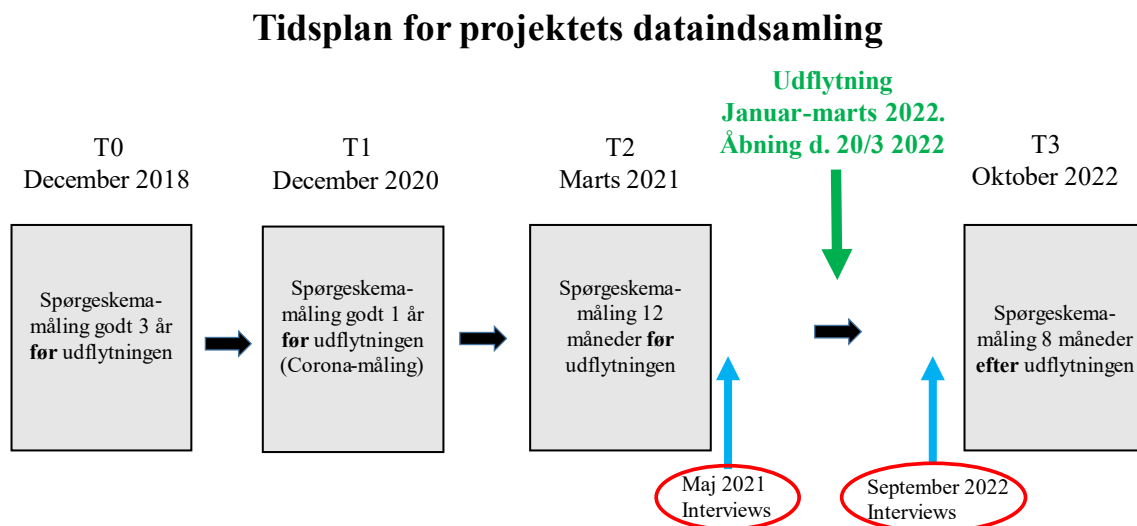 Tidsplan for projektets dataindsamling
Udflytning
Januar-marts 2022.
Åbning d. 20/3 2022
T0
December 2018
T1
December 2020
T2
Marts 2021
T3
Oktober 2022
Spørgeskema-
måling godt 3 år
før udflytningen
Spørgeskema-
måling godt 1 år
før udflytningen
(Corona-måling)
Spørgeskema-
måling 12
måneder før
udflytningen
Spørgeskema-
måling 8 måneder
efter udflytningen
Maj 2021
Interviews
September 2022
Interviews